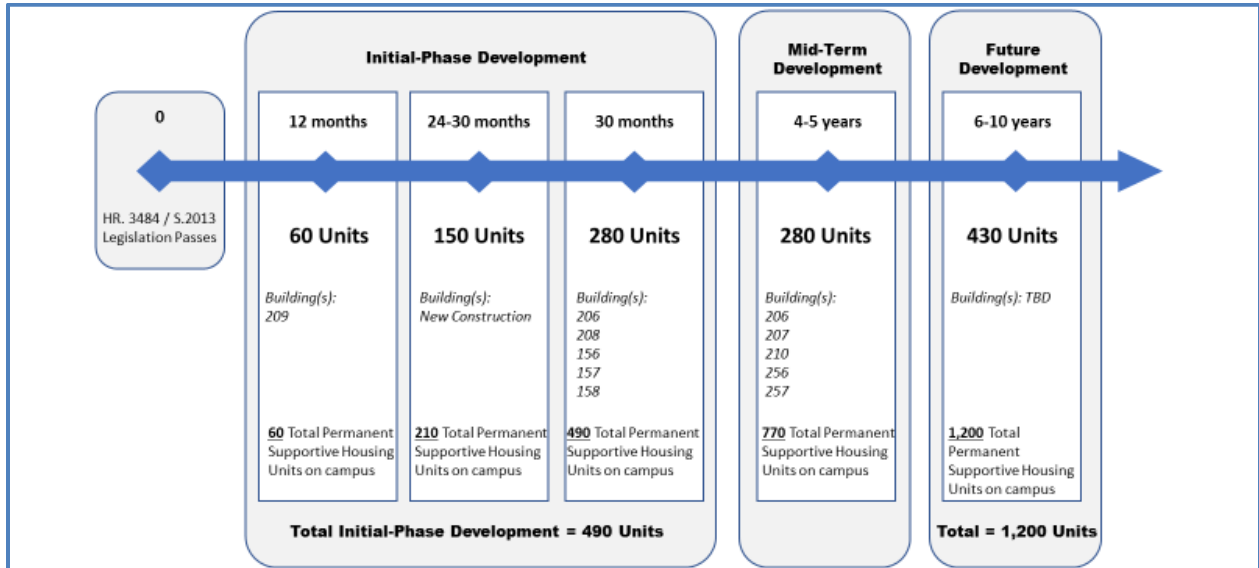 Initial-Phase Development
Mid-Term
Development
Future
Development
0
HR. 3484 / S.2013
Legislation Passes
12 months
60 Units
Building(s):
209
60 Total Permanent
Supportive Housing
Units on campus
24-30 months
150 Units
Building(s):
New Construction
210 Total Permanent
Supportive Housing
Units on campus
30 months
280 Units
Building(s):
206
208
156
157
158
490 Total Permanent
Supportive Housing
Units on campus
4-5 years
280 Units
Building(s):
206
207
210
256
257
770 Total Permanent
Supportive Housing
Units on campus
6-10 years
430 Units
Building(s): TBD
1,200 Total
Permanent
Supportive Housing
Units on campus
Total Initial-Phase Development = 490 Units
Total = 1,200 Units